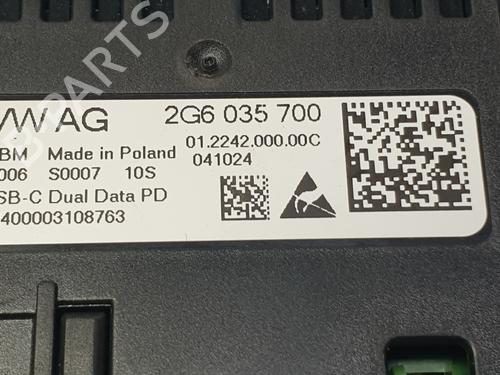 VW AG 2G6 035 700
BM Made in Poland 01.2242.000.00C
006 S0007 10S 041024
SB-C Dual Data PD
400003108763
B-PARTS